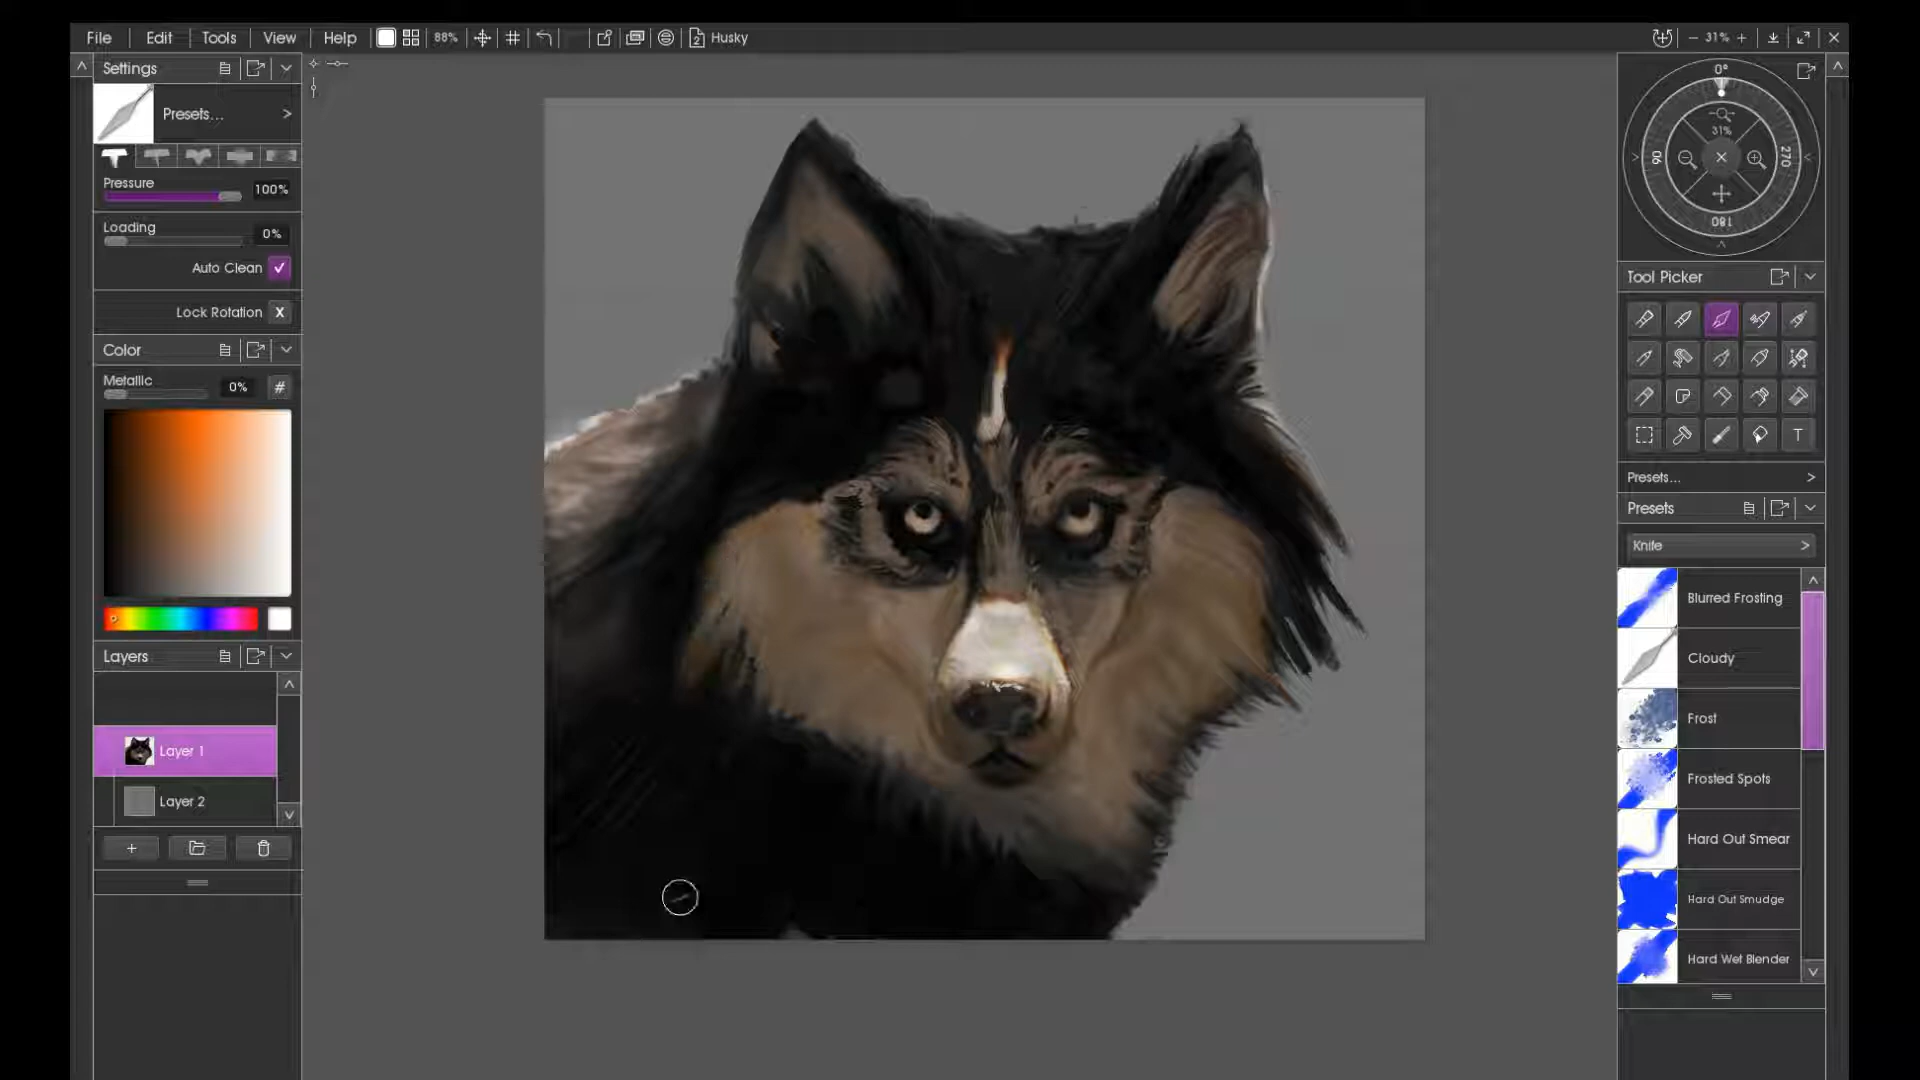 File Edit Tools View Help 88% Husky − 31% +
Settings
Presets... >
Pressure 100%
Loading 0%
Auto Clean
Lock Rotation X
Color
Metallic 0% #
Layers
Layer 1
Layer 2
+
0°
31%
90
270
180
Tool Picker
T
Presets... >
Presets
Knife >
Blurred Frosting
Cloudy
Frost
Frosted Spots
Hard Out Smear
Hard Out Smudge
Hard Wet Blender